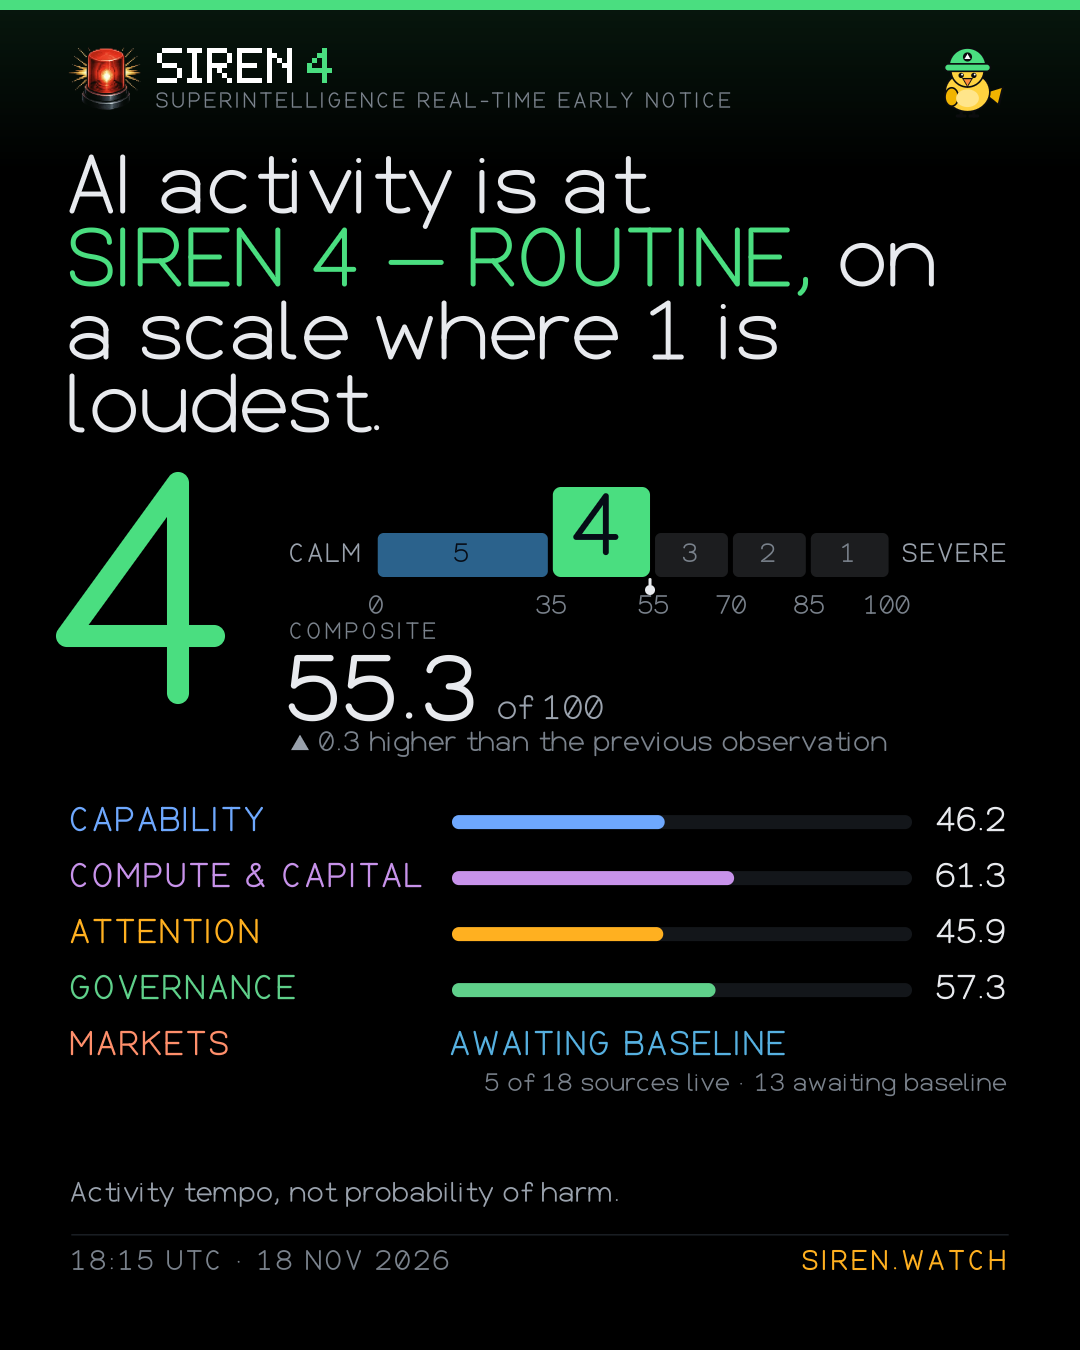 SIREN 4
SUPERINTELLIGENCE REAL-TIME EARLY NOTICE
AI activity is at
SIREN 4 — ROUTINE, on
a scale where 1 is
loudest.
4
CALM 5 4 3 2 1 SEVERE
0 35 55 70 85 100
COMPOSITE
55.3 of 100
▲ 0.3 higher than the previous observation
CAPABILITY 46.2
COMPUTE & CAPITAL 61.3
ATTENTION 45.9
GOVERNANCE 57.3
MARKETS AWAITING BASELINE
5 of 18 sources live · 13 awaiting baseline
Activity tempo, not probability of harm.
18:15 UTC · 18 NOV 2026 SIREN.WATCH